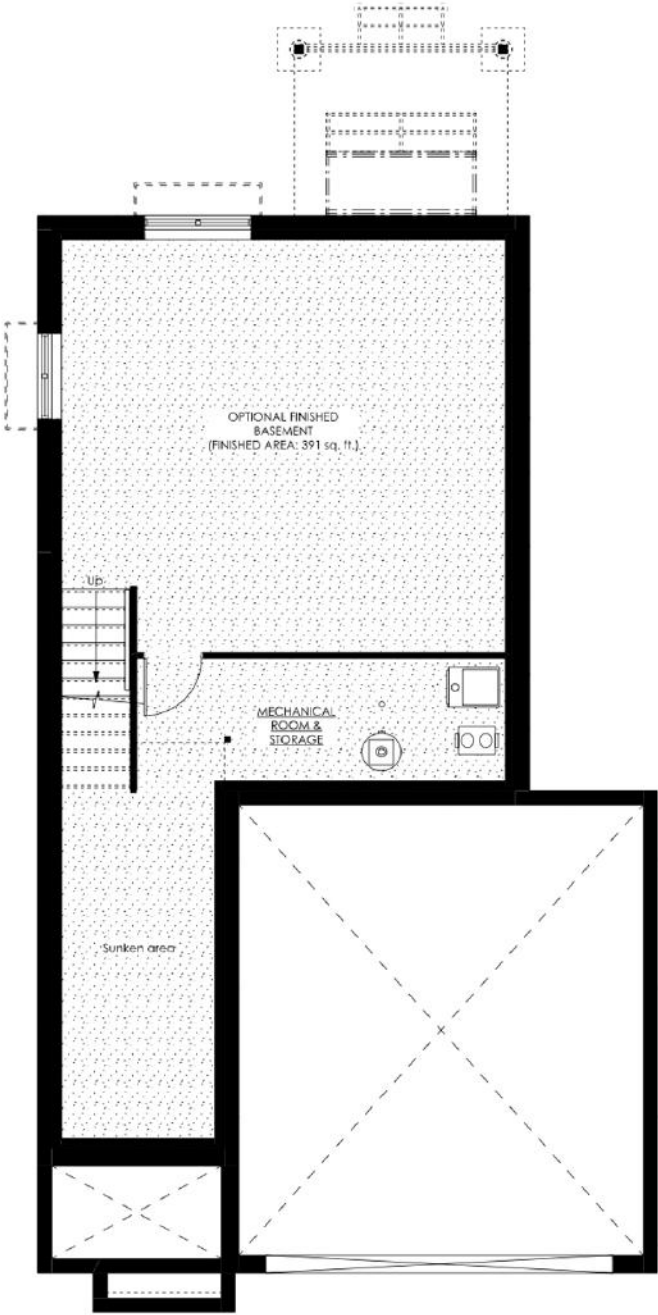 OPTIONAL FINISHED
BASEMENT
(FINISHED AREA: 391 sq. ft.)
Up
MECHANICAL
ROOM &
STORAGE
Sunken area